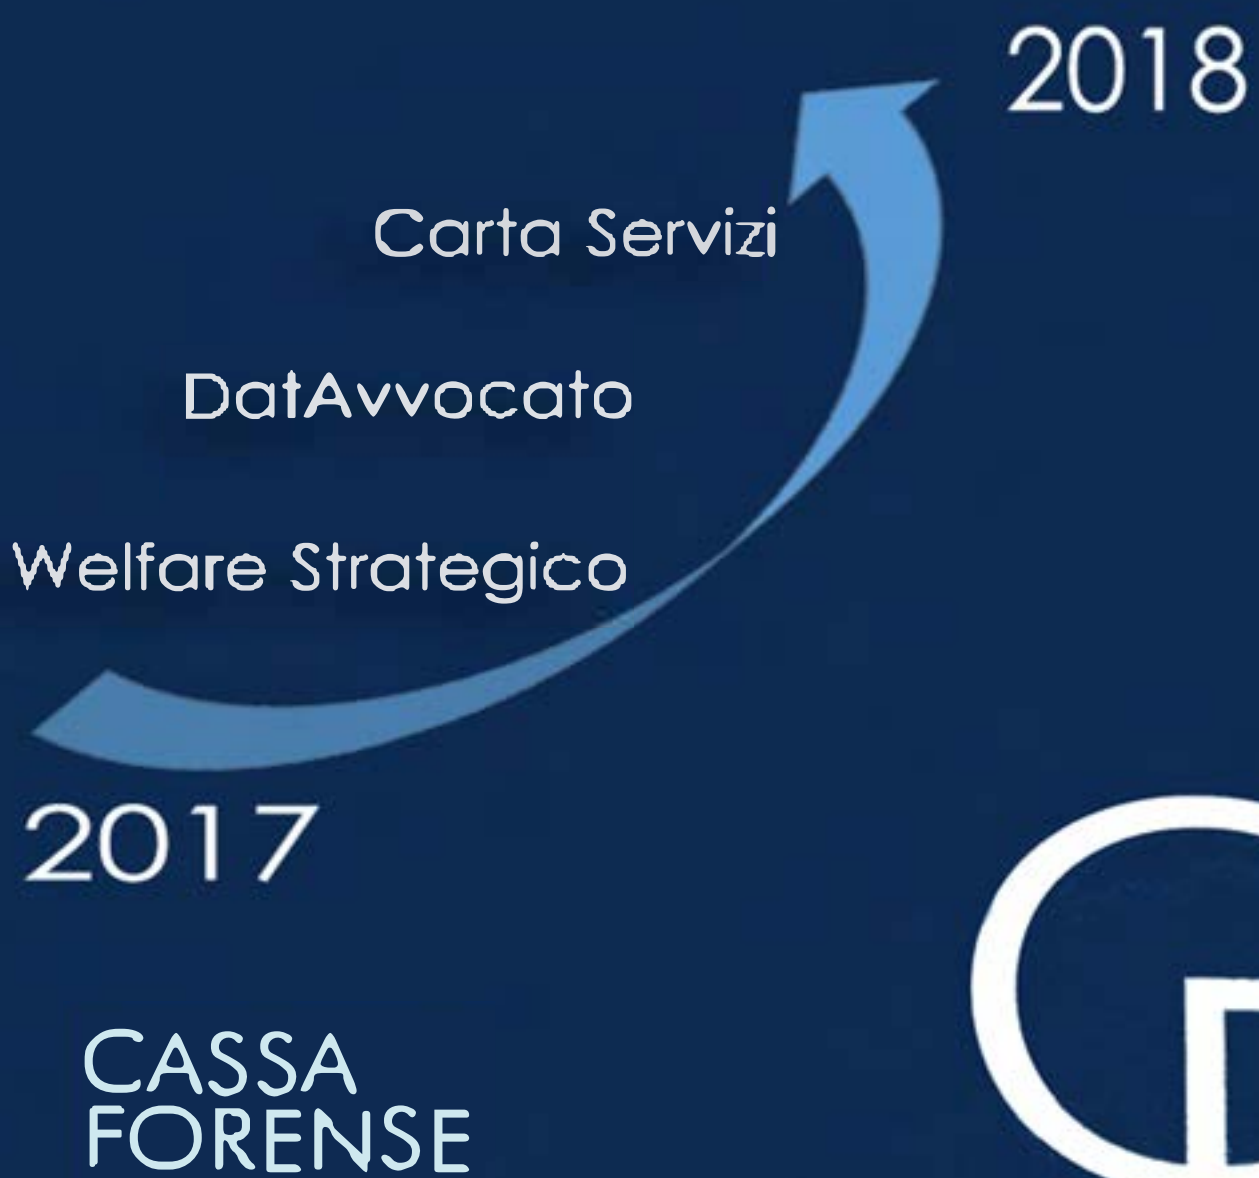 2018
Carta Servizi
DatAvvocato
Welfare Strategico
2017
CASSA
FORENSE